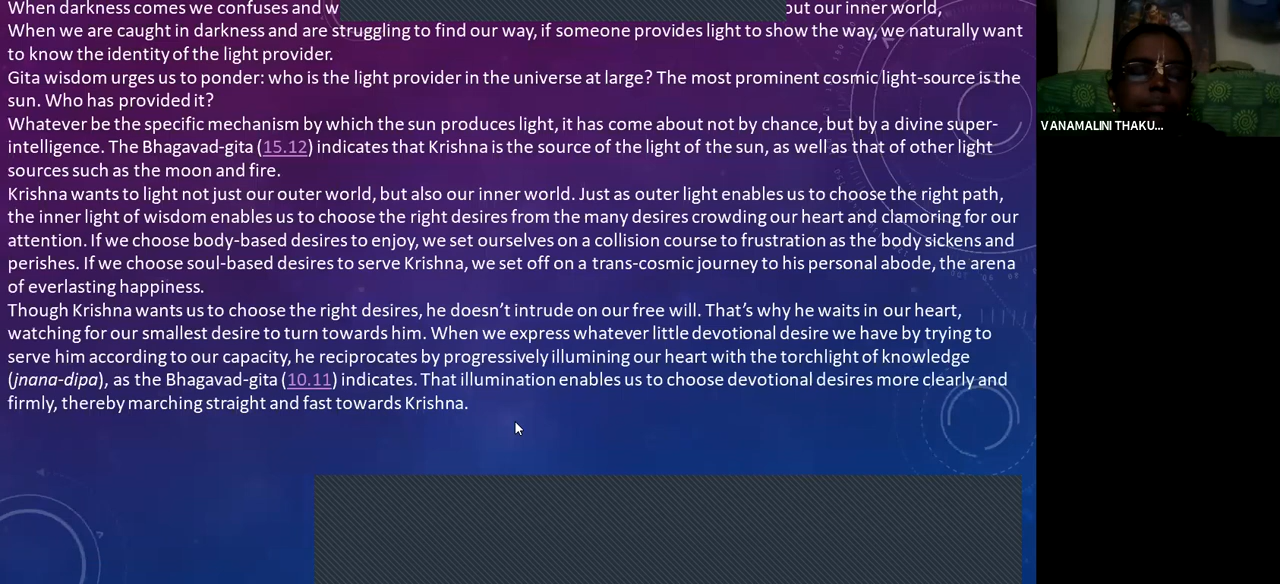 When darkness comes we confuses and w out our inner world,
When we are caught in darkness and are struggling to find our way, if someone provides light to show the way, we naturally want
to know the identity of the light provider.
Gita wisdom urges us to ponder: who is the light provider in the universe at large? The most prominent cosmic light-source is the
sun. Who has provided it?
Whatever be the specific mechanism by which the sun produces light, it has come about not by chance, but by a divine super-
intelligence. The Bhagavad-gita (15.12) indicates that Krishna is the source of the light of the sun, as well as that of other light
sources such as the moon and fire.
Krishna wants to light not just our outer world, but also our inner world. Just as outer light enables us to choose the right path,
the inner light of wisdom enables us to choose the right desires from the many desires crowding our heart and clamoring for our
attention. If we choose body-based desires to enjoy, we set ourselves on a collision course to frustration as the body sickens and
perishes. If we choose soul-based desires to serve Krishna, we set off on a trans-cosmic journey to his personal abode, the arena
of everlasting happiness.
Though Krishna wants us to choose the right desires, he doesn’t intrude on our free will. That’s why he waits in our heart,
watching for our smallest desire to turn towards him. When we express whatever little devotional desire we have by trying to
serve him according to our capacity, he reciprocates by progressively illumining our heart with the torchlight of knowledge
(jnana-dipa), as the Bhagavad-gita (10.11) indicates. That illumination enables us to choose devotional desires more clearly and
firmly, thereby marching straight and fast towards Krishna.
V ANAMALINI THAKU...